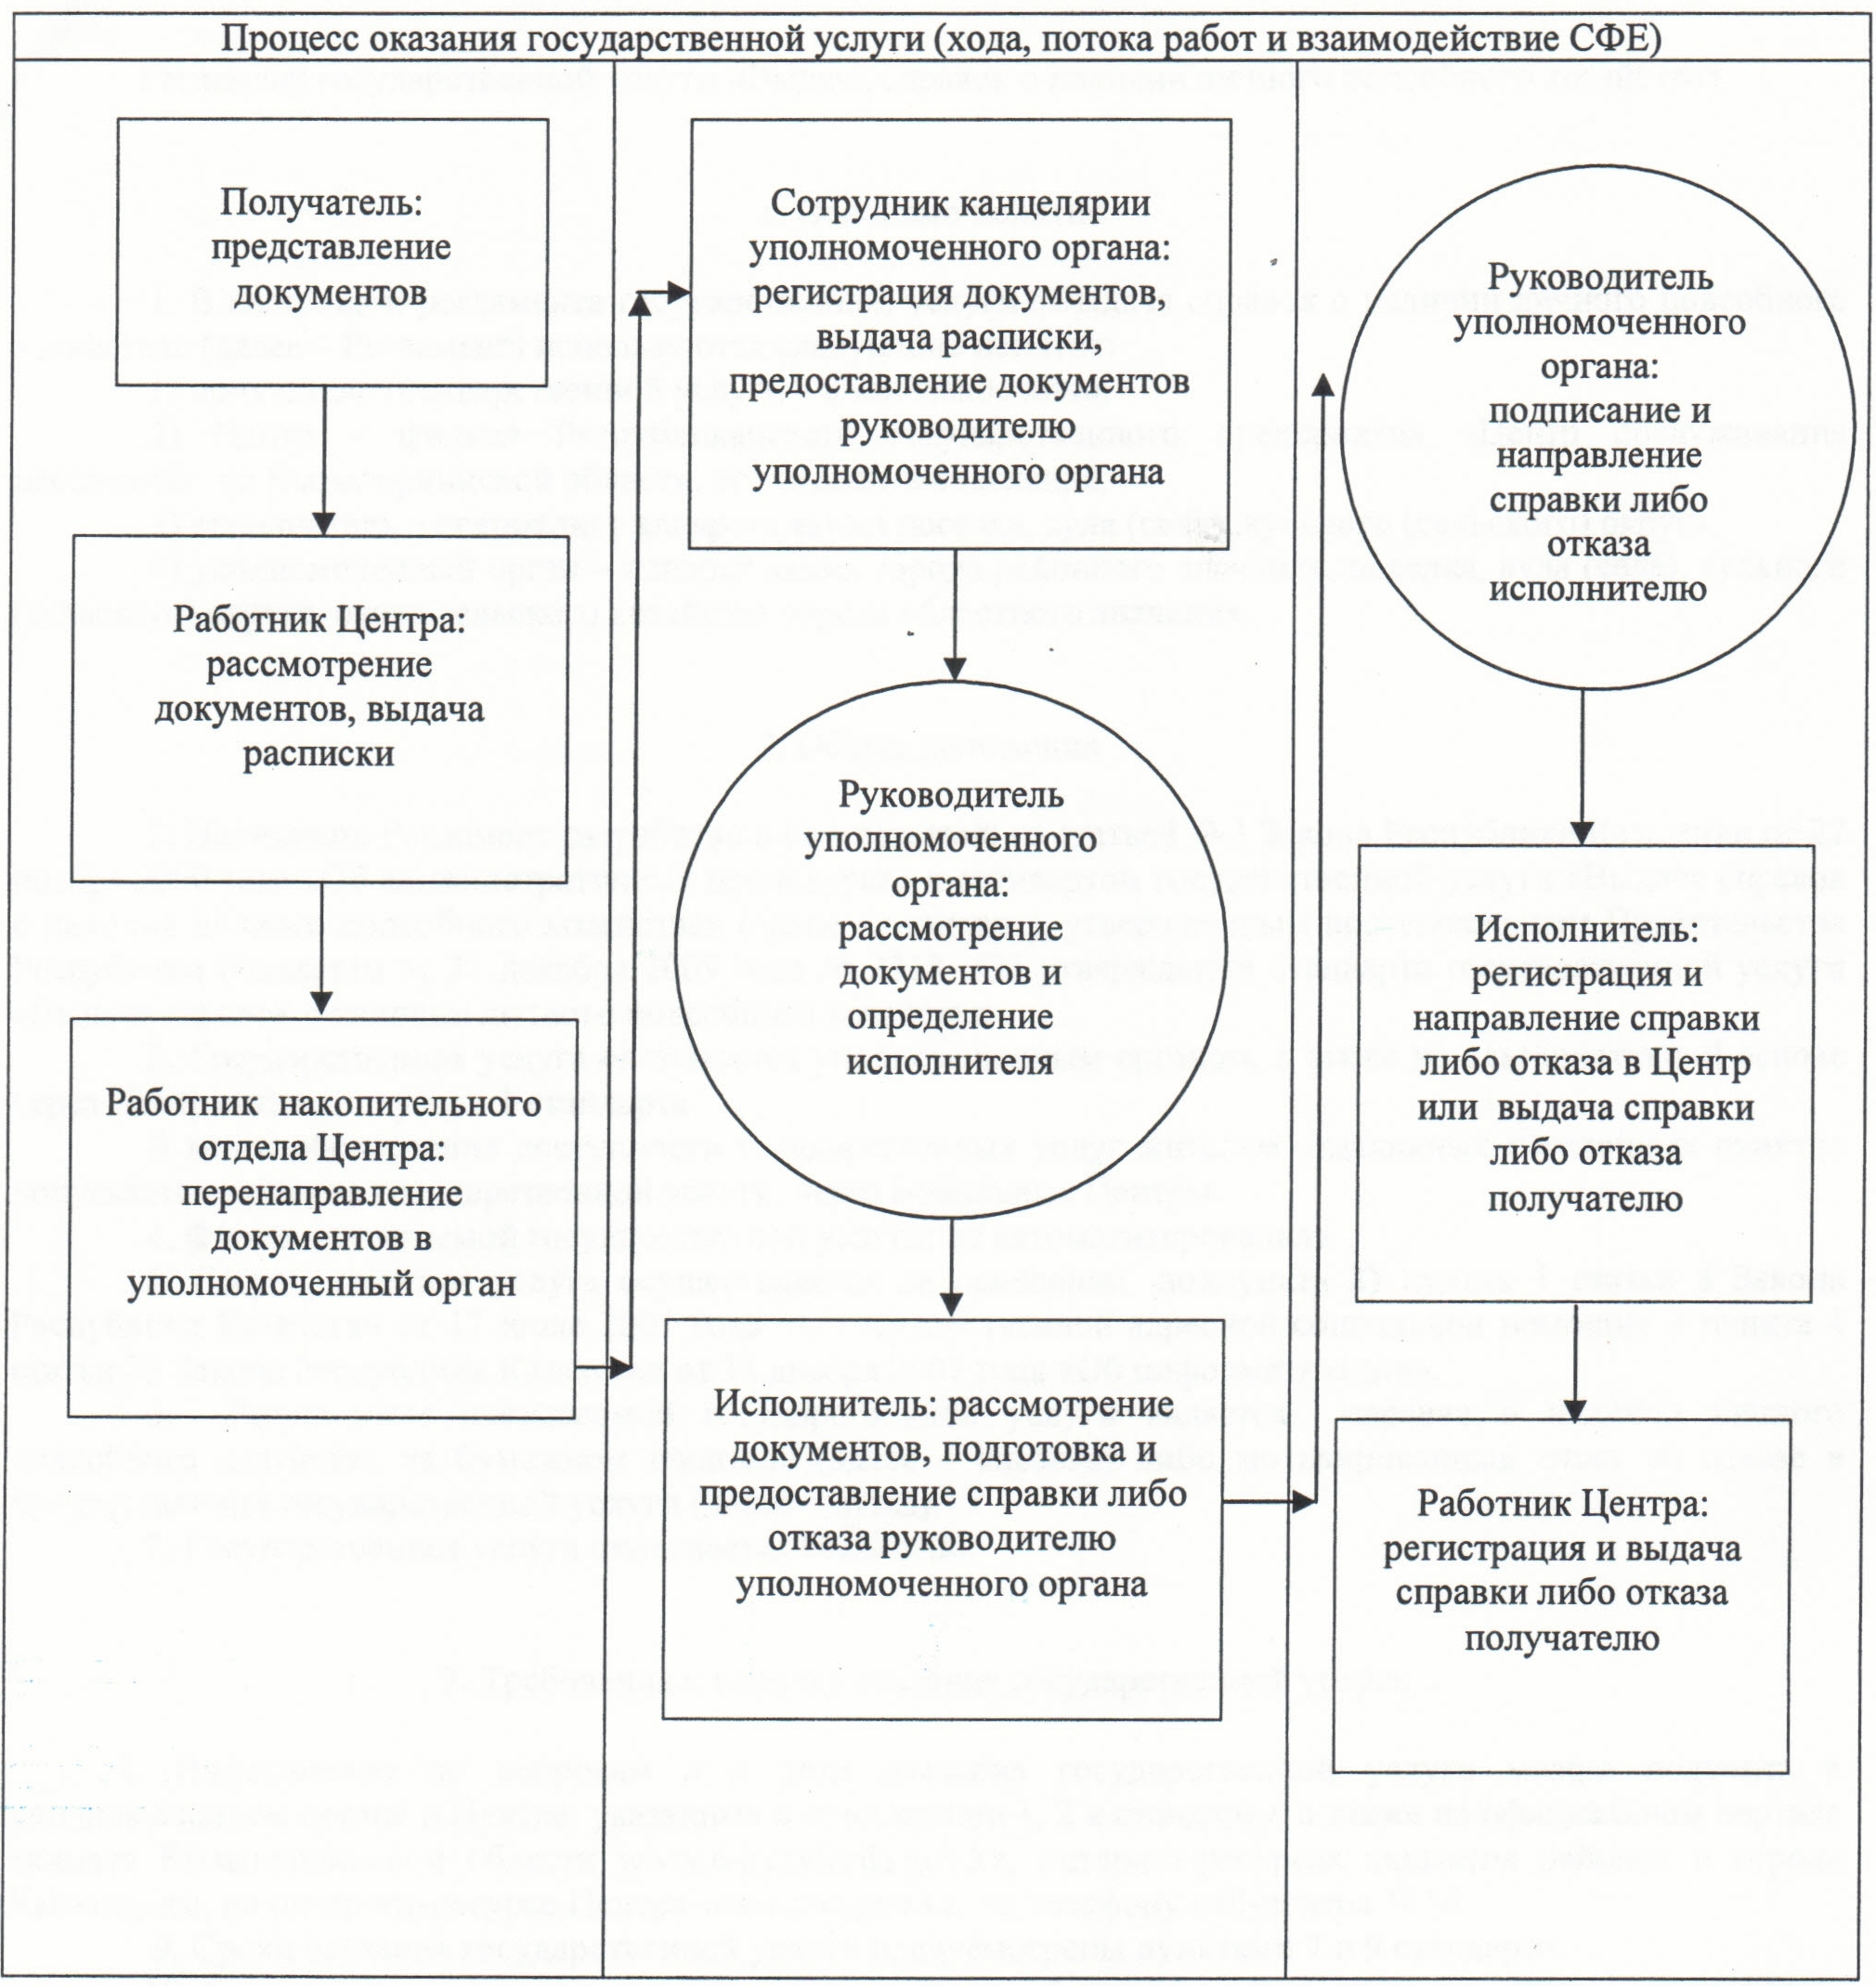 Процесс оказания государственной услуги (хода, потока работ и взаимодействие СФЕ)
Получатель:
представление
документов
Работник Центра:
рассмотрение
документов, выдача
расписки
Работник накопительного
отдела Центра:
перенаправление
документов в
уполномоченный орган
Сотрудник канцелярии
уполномоченного органа:
регистрация документов,
выдача расписки,
предоставление документов
руководителю
уполномоченного органа
Руководитель
уполномоченного
органа:
рассмотрение
документов и
определение
исполнителя
Исполнитель: рассмотрение
документов, подготовка и
предоставление справки либо
отказа руководителю
уполномоченного органа
Руководитель
уполномоченного
органа:
подписание и
направление
справки либо
отказа
исполнителю
Исполнитель:
регистрация и
направление справки
либо отказа в Центр
или выдача справки
либо отказа
получателю
Работник Центра:
регистрация и выдача
справки либо отказа
получателю